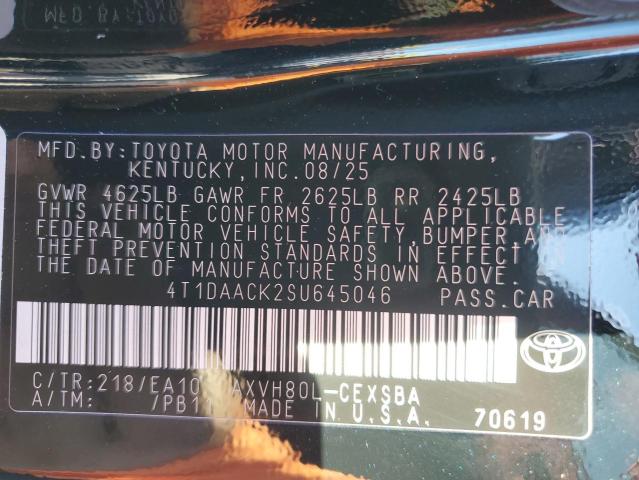 MFD.BY:TOYOTA MOTOR MANUFACTURING,
KENTUCKY,INC.08/25
GVWR 4625LB GAWR FR 2625LB RR 2425LB
THIS VEHICLE CONFORMS TO ALL APPLICABLE
FEDERAL MOTOR VEHICLE SAFETY,BUMPER,AND
THEFT PREVENTION STANDARDS IN EFFECT ON
THE DATE OF MANUFACTURE SHOWN ABOVE.
4T1DAACK2SU645046 PASS.CAR
C/TR:218/EA10 AXVH80L-CEXSBA
A/TM: /PB11 MADE IN U.S.A. 70619